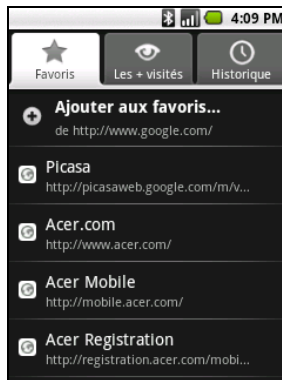 4:09 PM
Favoris
Les + visités
Historique
Ajouter aux favoris...
de http://www.google.com/
Picasa
http://picasaweb.google.com/m/v...
Acer.com
http://www.acer.com/
Acer Mobile
http://mobile.acer.com/
Acer Registration
http://registration.acer.com/mobi...